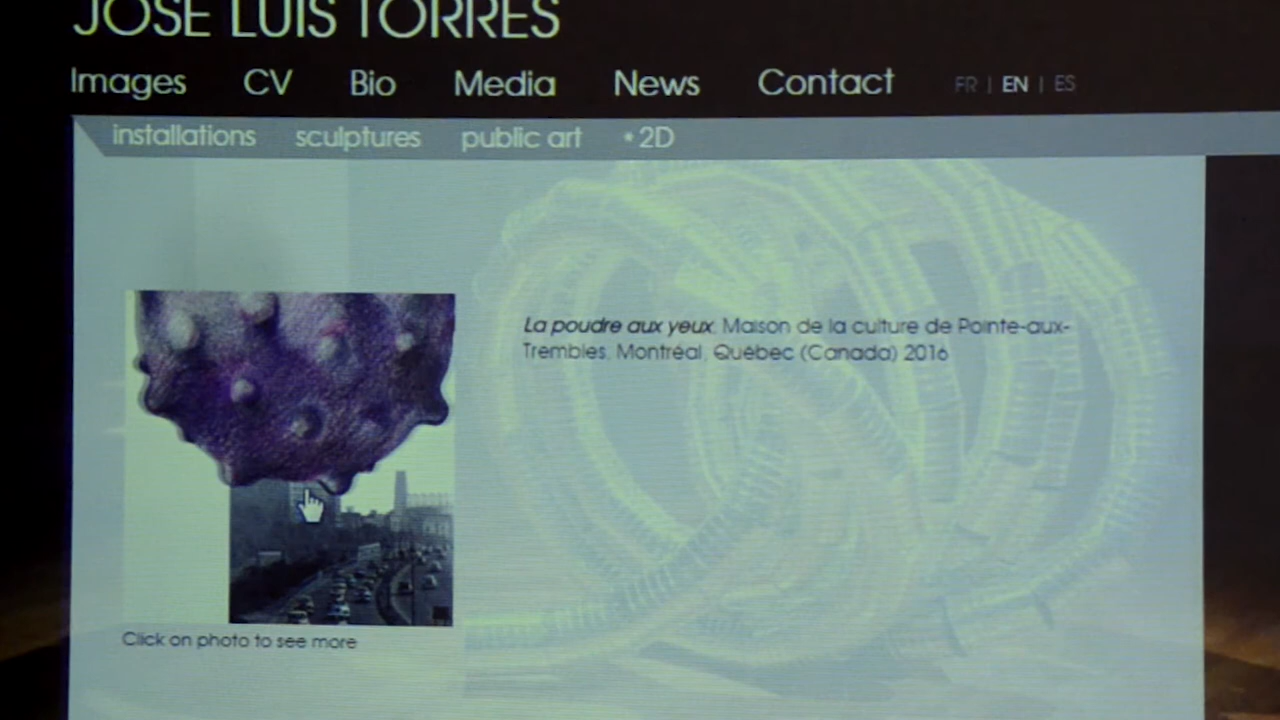 JOSE LUIS TORRES
Images CV Bio Media News Contact FR | EN | ES
installations sculptures public art * 2D
La poudre aux yeux. Maison de la culture de Pointe-aux-
Trembles. Montréal. Québec (Canada) 2016
Click on photo to see more